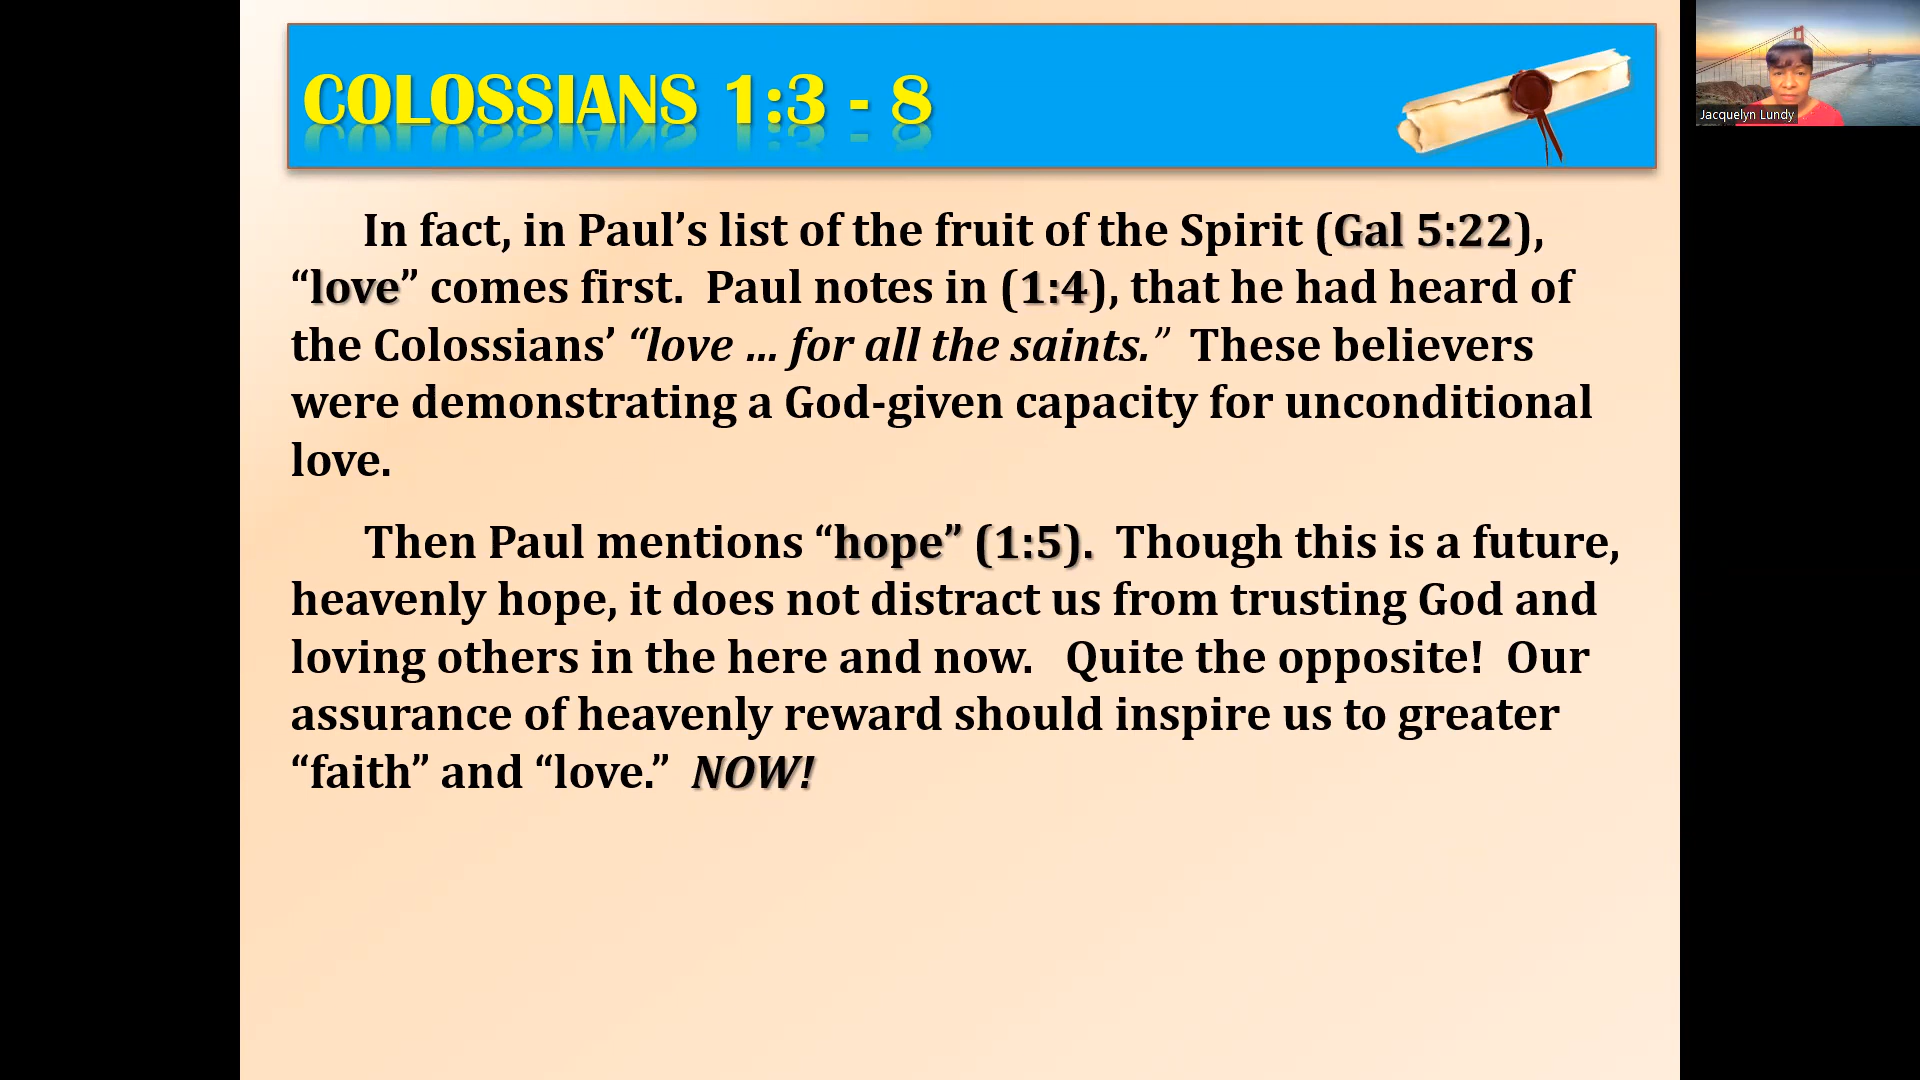 COLOSSIANS 1:3 - 8
Jacquelyn Lundy
In fact, in Paul’s list of the fruit of the Spirit (Gal 5:22),
“love” comes first.  Paul notes in (1:4), that he had heard of
the Colossians’ “love ... for all the saints.”  These believers
were demonstrating a God-given capacity for unconditional
love.
Then Paul mentions “hope” (1:5).  Though this is a future,
heavenly hope, it does not distract us from trusting God and
loving others in the here and now.   Quite the opposite!  Our
assurance of heavenly reward should inspire us to greater
“faith” and “love.”  NOW!